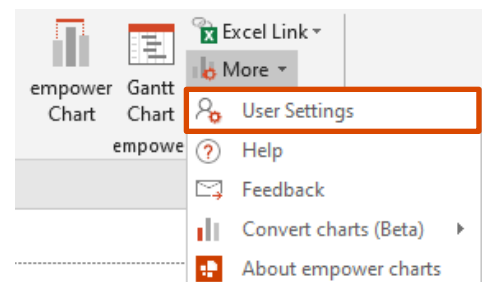 Excel Link
More
empower Gantt
Chart Chart
empowe
User Settings
Help
Feedback
Convert charts (Beta)
About empower charts